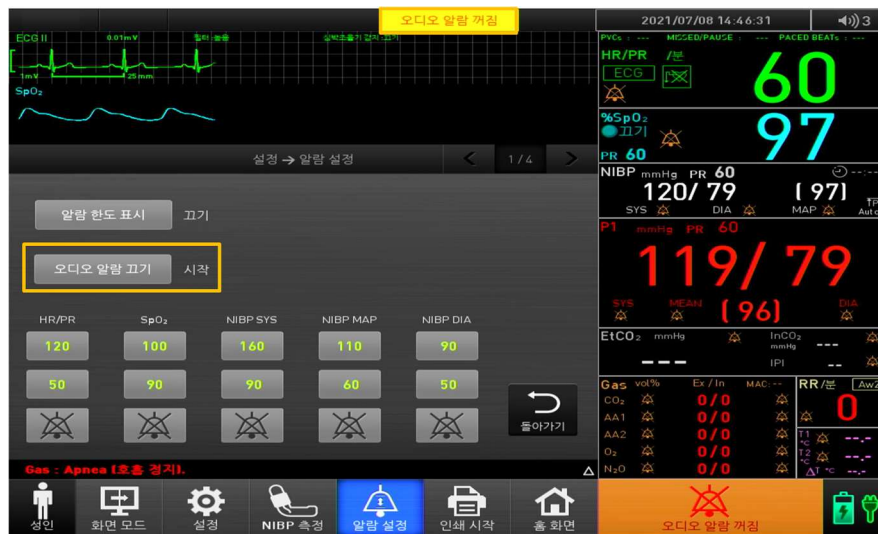 오디오 알람 꺼짐
2021/07/08 14:46:31
3
ECG II 0.01mV 필터 :높음 심박조율기 감지 :끄기
1mV 25 mm
SpO₂
PVCs : --- MISSED/PAUSE : --- PACED BEATs : ---
HR/PR /분
ECG
60
%SpO₂
끄기
97
PR 60
설정 → 알람 설정
< 1/4 >
NIBP mmHg PR 60 --:--
120/ 79 ( 97)
SYS DIA MAP
Auto
알람 한도 표시 끄기
오디오 알람 끄기 시작
P1 mmHg PR 60
119/ 79
SYS MEAN ( 96) DIA
HR/PR SpO₂ NIBP SYS NIBP MAP NIBP DIA
120 100 160 110 90
50 90 90 60 50
돌아가기
EtCO₂ mmHg InCO₂ mmHg ---
--- IPI --
Gas vol% Ex / In MAC: --
CO₂ 0/0
AA1 0/0
AA2 0/0
O₂ 0/0
N₂O 0/0
RR/분
0
T1 °C --.-
T2 °C --.-
ΔT °C --.-
Gas : Apnea (호흡 정지).
성인 화면 모드 설정 NIBP 측정 알람 설정 인쇄 시작 홈 화면
오디오 알람 꺼짐